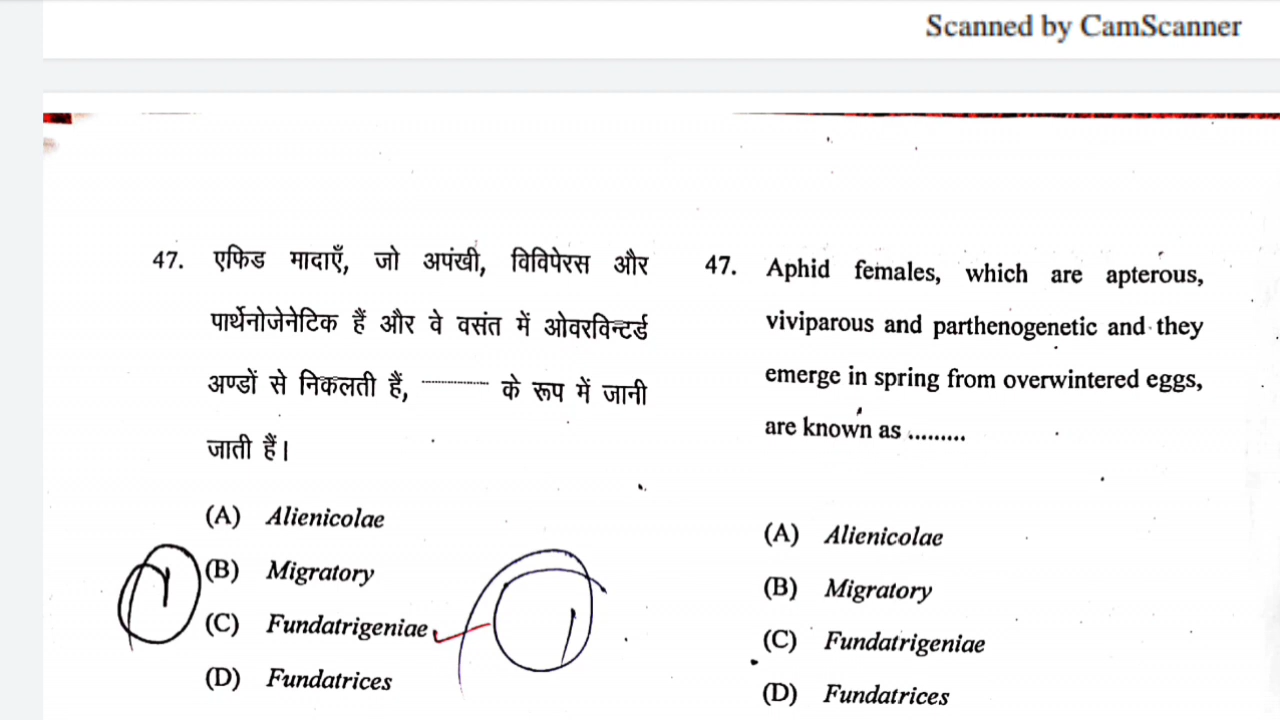 Scanned by CamScanner
47. एफिड मादाएँ, जो अपंखी, विविपेरस और
पार्थेनोजेनेटिक हैं और वे वसंत में ओवरविन्टर्ड
अण्डों से निकलती हैं, ............ के रूप में जानी
जाती हैं।
(A) Alienicolae
(B) Migratory
(C) Fundatrigeniae
(D) Fundatrices
47. Aphid females, which are apterous,
viviparous and parthenogenetic and they
emerge in spring from overwintered eggs,
are known as .........
(A) Alienicolae
(B) Migratory
(C) Fundatrigeniae
(D) Fundatrices